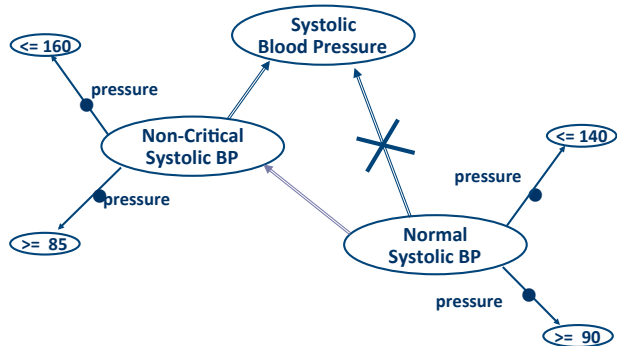 Systolic
Blood Pressure
<= 160
pressure
Non-Critical
Systolic BP
<= 140
pressure
pressure
>=  85
Normal
Systolic BP
pressure
>=  90